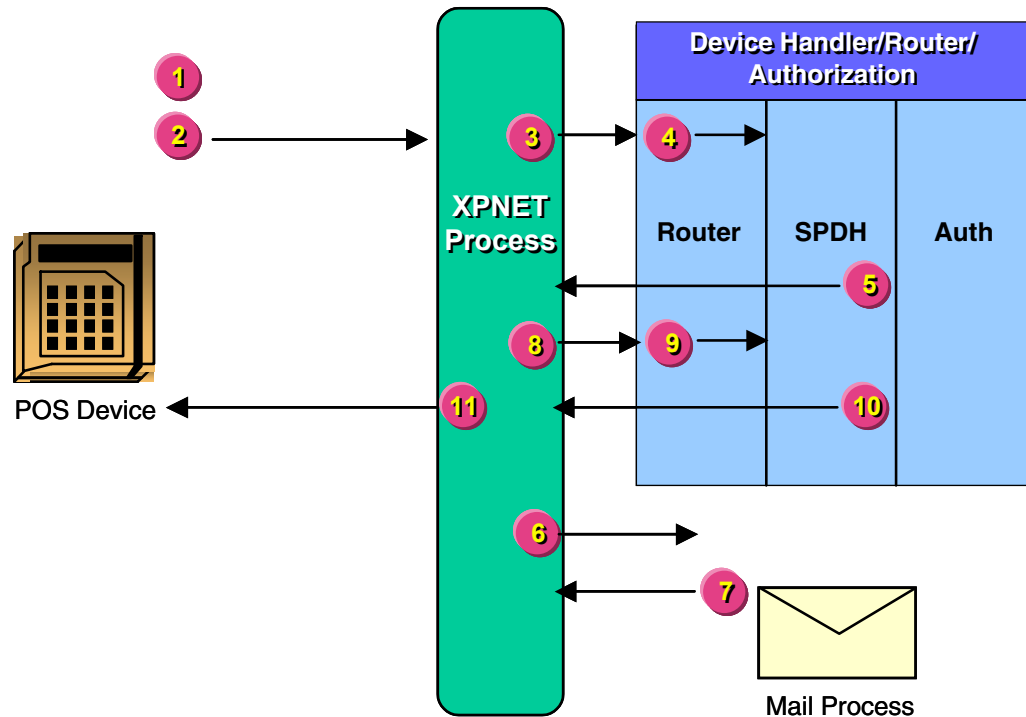 Device Handler/Router/
Authorization
1
2
3
4
XPNET
Process
Router
SPDH
Auth
5
8
9
POS Device
11
10
6
7
Mail Process